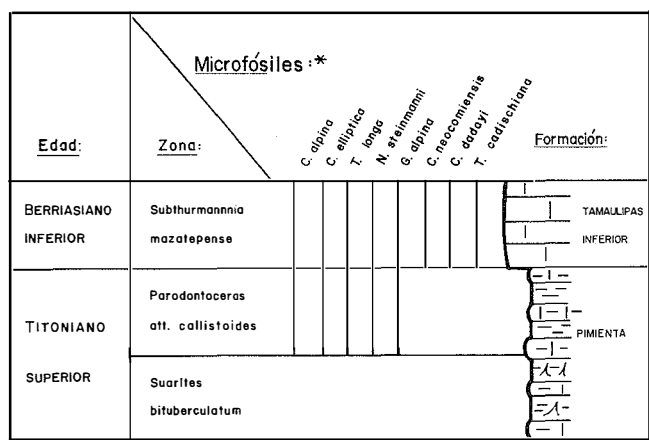 Microfósiles :*
C. alpina
C. elliptica
T. longa
N. steinmanni
G. alpina
C. neocomiensis
C. dadayi
T. cadischiana
Edad:
Zona:
Formación:
BERRIASIANO
INFERIOR
Subthurmannnia
mazatepense
TAMAULIPAS
INFERIOR
TITONIANO
SUPERIOR
Parodontoceras
att. callistoides
PIMIENTA
Suarites
bituberculatum